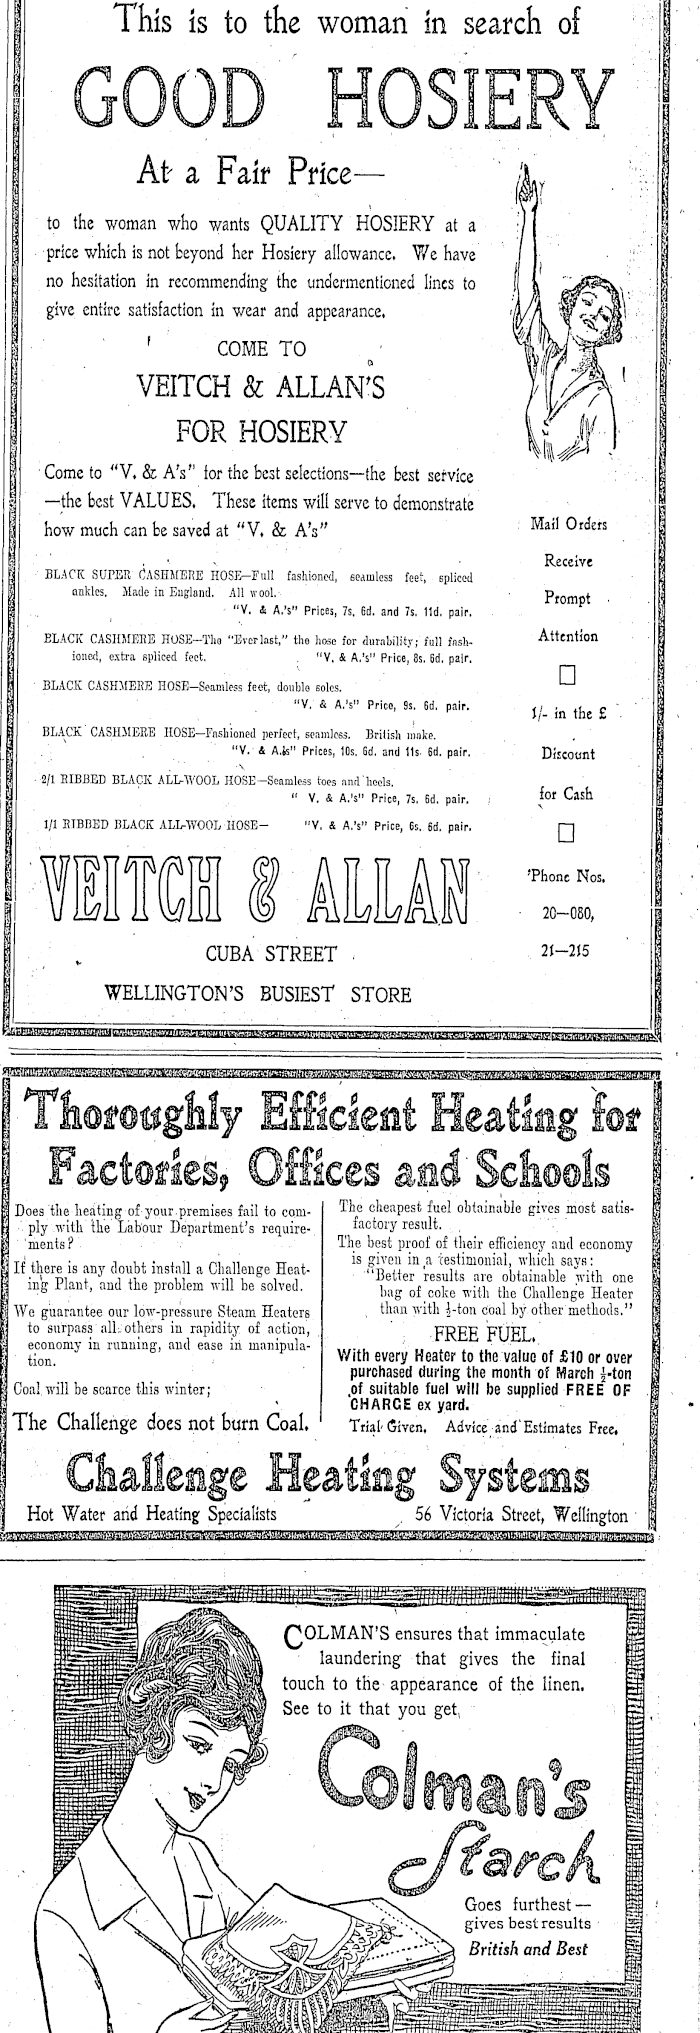 This is to the woman in search of
GOOD HOSIERY
At a Fair Price—
to the woman who wants QUALITY HOSIERY at a
price which is not beyond her Hosiery allowance. We have
no hesitation in recommending the undermentioned lines to
give entire satisfaction in wear and appearance.
COME TO
VEITCH & ALLAN'S
FOR HOSIERY
Come to "V. & A's" for the best selections—the best service
—the best VALUES. These items will serve to demonstrate
how much can be saved at "V. & A's"
BLACK SUPER CASHMERE HOSE—Full fashioned, seamless feet, spliced
ankles. Made in England. All wool.
"V. & A.'s" Prices, 7s. 6d. and 7s. 11d. pair.
BLACK CASHMERE HOSE—The "Everlast," the hose for durability; full fash-
ioned, extra spliced feet. "V. & A.'s" Price, 8s. 6d. pair.
BLACK CASHMERE HOSE—Seamless feet, double soles.
"V. & A.'s" Price, 9s. 6d. pair.
BLACK CASHMERE HOSE—Fashioned perfect, seamless. British make.
"V. & A.'s" Prices, 10s. 6d. and 11s. 6d. pair.
2/1 RIBBED BLACK ALL-WOOL HOSE—Seamless toes and heels.
" V. & A.'s" Price, 7s. 6d. pair.
1/1 RIBBED BLACK ALL-WOOL HOSE— "V. & A.'s" Price, 6s. 6d. pair.
Mail Orders
Receive
Prompt
Attention
1/- in the £
Discount
for Cash
'Phone Nos.
20—080,
21—215
VEITCH & ALLAN
CUBA STREET
WELLINGTON'S BUSIEST STORE
Thoroughly Efficient Heating for
Factories, Offices and Schools
Does the heating of your premises fail to com-
ply with the Labour Department's require-
ments?
If there is any doubt install a Challenge Heat-
ing Plant, and the problem will be solved.
We guarantee our low-pressure Steam Heaters
to surpass all others in rapidity of action,
economy in running, and ease in manipula-
tion.
Coal will be scarce this winter;
The Challenge does not burn Coal.
The cheapest fuel obtainable gives most satis-
factory result.
The best proof of their efficiency and economy
is given in a testimonial, which says:
"Better results are obtainable with one
bag of coke with the Challenge Heater
than with ½-ton coal by other methods."
FREE FUEL.
With every Heater to the value of £10 or over
purchased during the month of March ½-ton
of suitable fuel will be supplied FREE OF
CHARGE ex yard.
Trial Given. Advice and Estimates Free.
Challenge Heating Systems
Hot Water and Heating Specialists 56 Victoria Street, Wellington
COLMAN'S ensures that immaculate
laundering that gives the final
touch to the appearance of the linen.
See to it that you get
Colman's
Starch
Goes furthest—
gives best results
British and Best